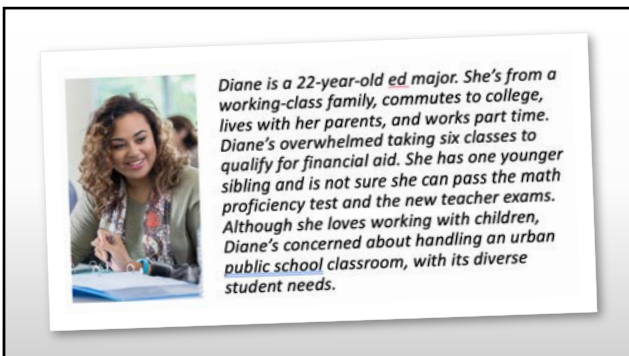 Diane is a 22-year-old ed major. She's from a
working-class family, commutes to college,
lives with her parents, and works part time.
Diane's overwhelmed taking six classes to
qualify for financial aid. She has one younger
sibling and is not sure she can pass the math
proficiency test and the new teacher exams.
Although she loves working with children,
Diane's concerned about handling an urban
public school classroom, with its diverse
student needs.